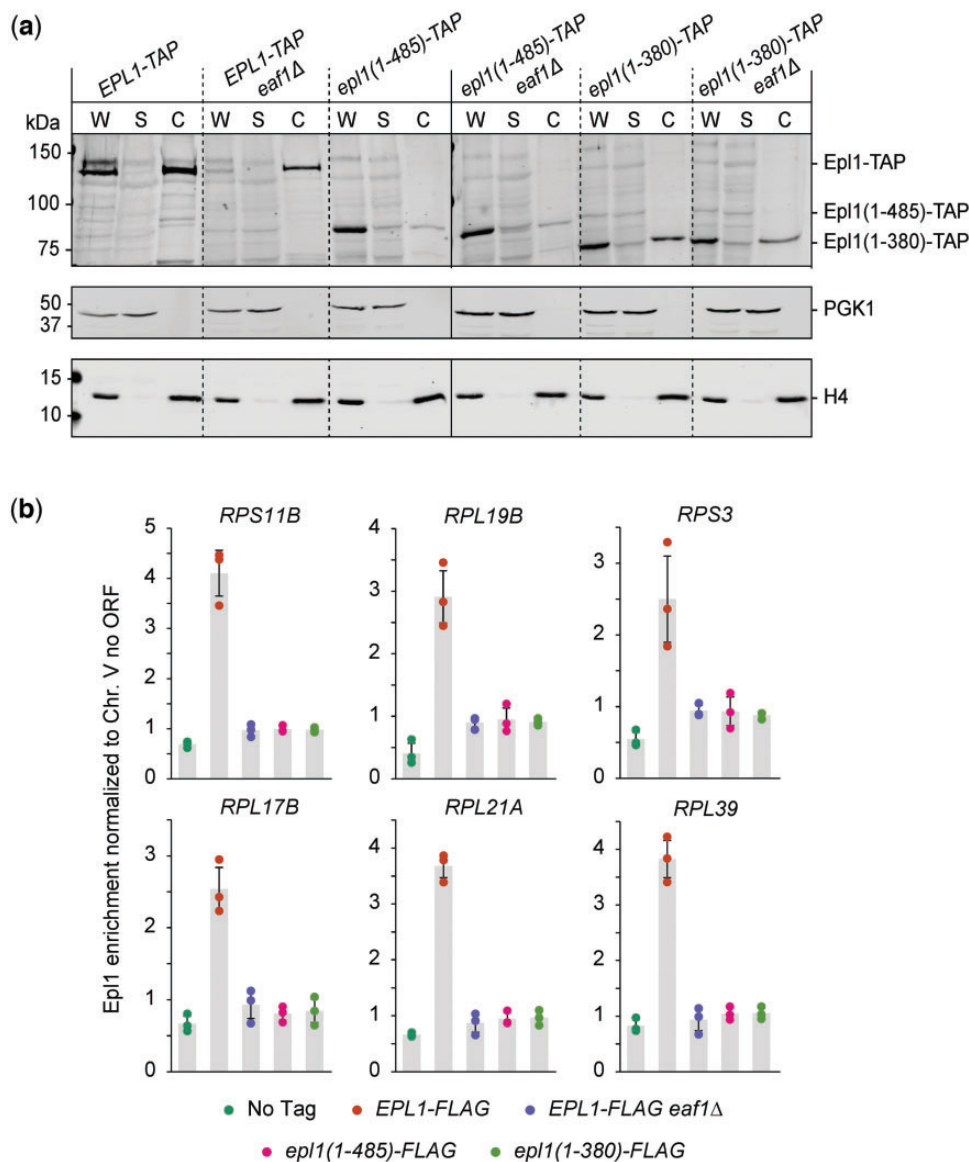 (a)
EPL1-TAP
EPL1-TAP eaf1Δ
epl1(1-485)-TAP
epl1(1-485)-TAP eaf1Δ
epl1(1-380)-TAP
epl1(1-380)-TAP eaf1Δ
kDa W S C W S C W S C W S C W S C W S C
150
100
75
Epl1-TAP
Epl1(1-485)-TAP
Epl1(1-380)-TAP
50
37
PGK1
15
10
H4
(b)
Epl1 enrichment normalized to Chr. V no ORF
RPS11B
5
4
3
2
1
0
RPL19B
4
3
2
1
0
RPS3
3
2
1
0
RPL17B
3
2
1
0
RPL21A
4
3
2
1
0
RPL39
4
3
2
1
0
No Tag EPL1-FLAG EPL1-FLAG eaf1Δ
epl1(1-485)-FLAG epl1(1-380)-FLAG